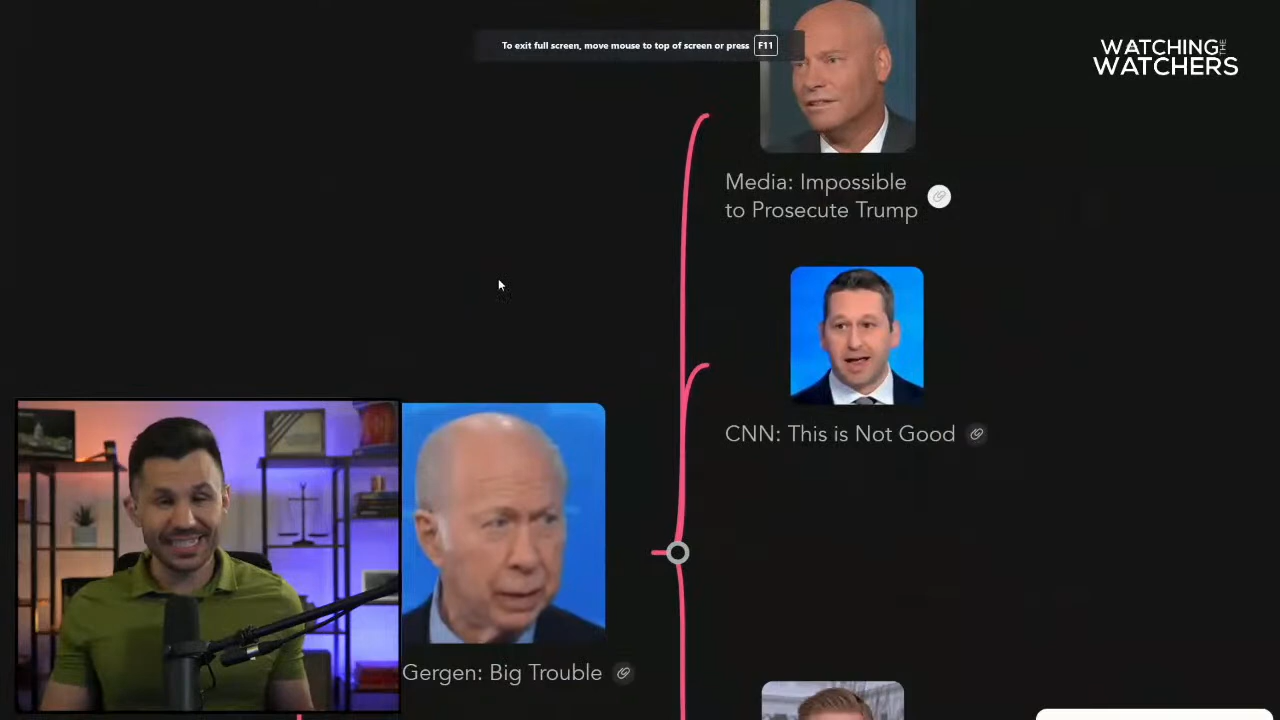 To exit full screen, move mouse to top of screen or press F11
WATCHING THE
WATCHERS
Media: Impossible
to Prosecute Trump
CNN: This is Not Good
Gergen: Big Trouble